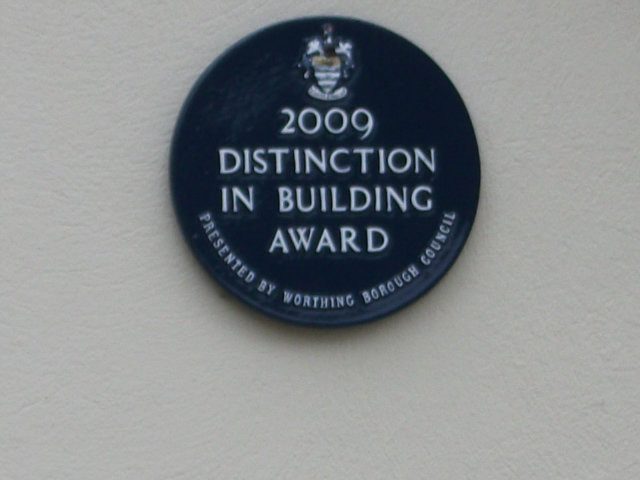 2009
DISTINCTION
IN BUILDING
AWARD
PRESENTED BY WORTHING BOROUGH COUNCIL